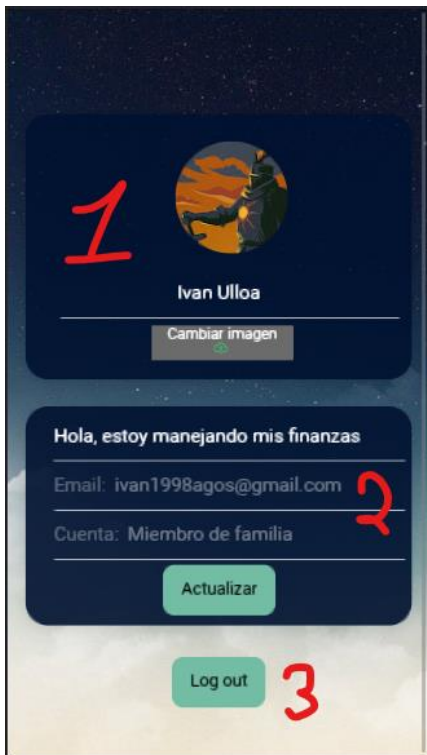 1
Ivan Ulloa
Cambiar imagen
Hola, estoy manejando mis finanzas
Email: ivan1998agos@gmail.com
2
Cuenta: Miembro de familia
Actualizar
Log out
3